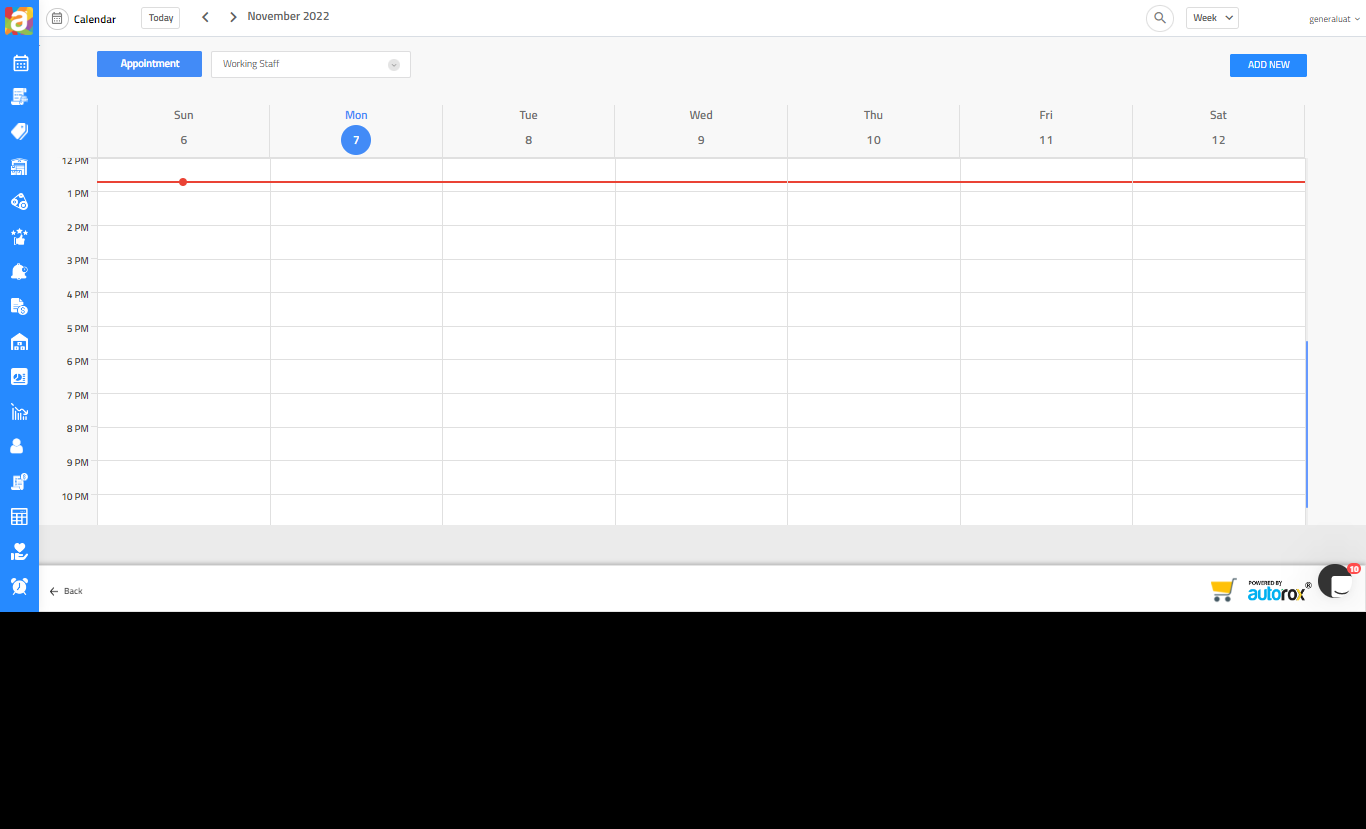 a
Calendar
Today
November 2022
Week
generaluat
Appointment
Working Staff
ADD NEW
Sun Mon Tue Wed Thu Fri Sat
6 7 8 9 10 11 12
12 PM
1 PM
2 PM
3 PM
4 PM
5 PM
6 PM
7 PM
8 PM
9 PM
10 PM
Back
POWERED BY
autorox®
10